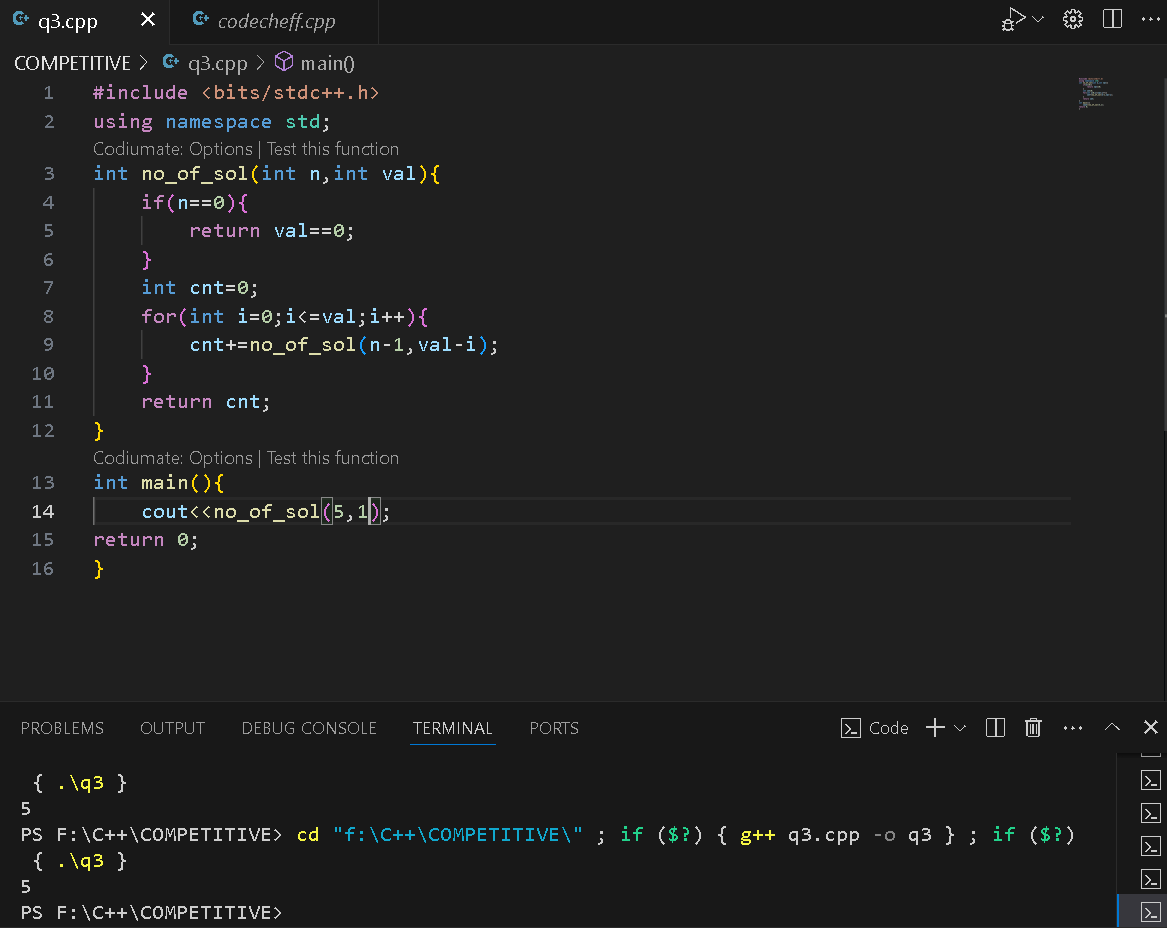 q3.cpp codecheff.cpp
COMPETITIVE > q3.cpp > main()
1 #include <bits/stdc++.h>
2 using namespace std;
Codiumate: Options | Test this function
3 int no_of_sol(int n,int val){
4     if(n==0){
5         return val==0;
6     }
7     int cnt=0;
8     for(int i=0;i<=val;i++){
9         cnt+=no_of_sol(n-1,val-i);
10     }
11     return cnt;
12 }
Codiumate: Options | Test this function
13 int main(){
14     cout<<no_of_sol(5,1);
15 return 0;
16 }
PROBLEMS OUTPUT DEBUG CONSOLE TERMINAL PORTS Code
{ .\q3 }
5
PS F:\C++\COMPETITIVE> cd "f:\C++\COMPETITIVE\" ; if ($?) { g++ q3.cpp -o q3 } ; if ($?)
{ .\q3 }
5
PS F:\C++\COMPETITIVE>